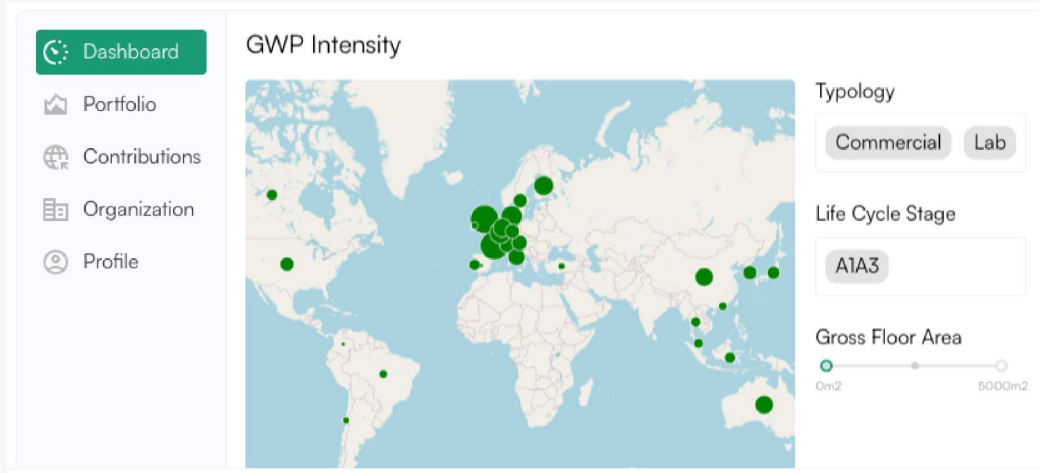 Dashboard
Portfolio
Contributions
Organization
Profile
GWP Intensity
Typology
Commercial Lab
Life Cycle Stage
A1A3
Gross Floor Area
0m2 5000m2